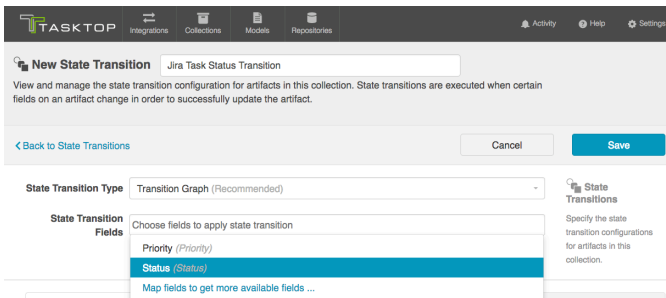 TASKTOP
Integrations
Collections
Models
Repositories
Activity
Help
Settings
New State Transition
Jira Task Status Transition
View and manage the state transition configuration for artifacts in this collection. State transitions are executed when certain
fields on an artifact change in order to successfully update the artifact.
Back to State Transitions
Cancel
Save
State Transition Type
Transition Graph (Recommended)
State Transition
Fields
Choose fields to apply state transition
Priority (Priority)
Status (Status)
Map fields to get more available fields ...
State
Transitions
Specify the state
transition configurations
for artifacts in this
collection.